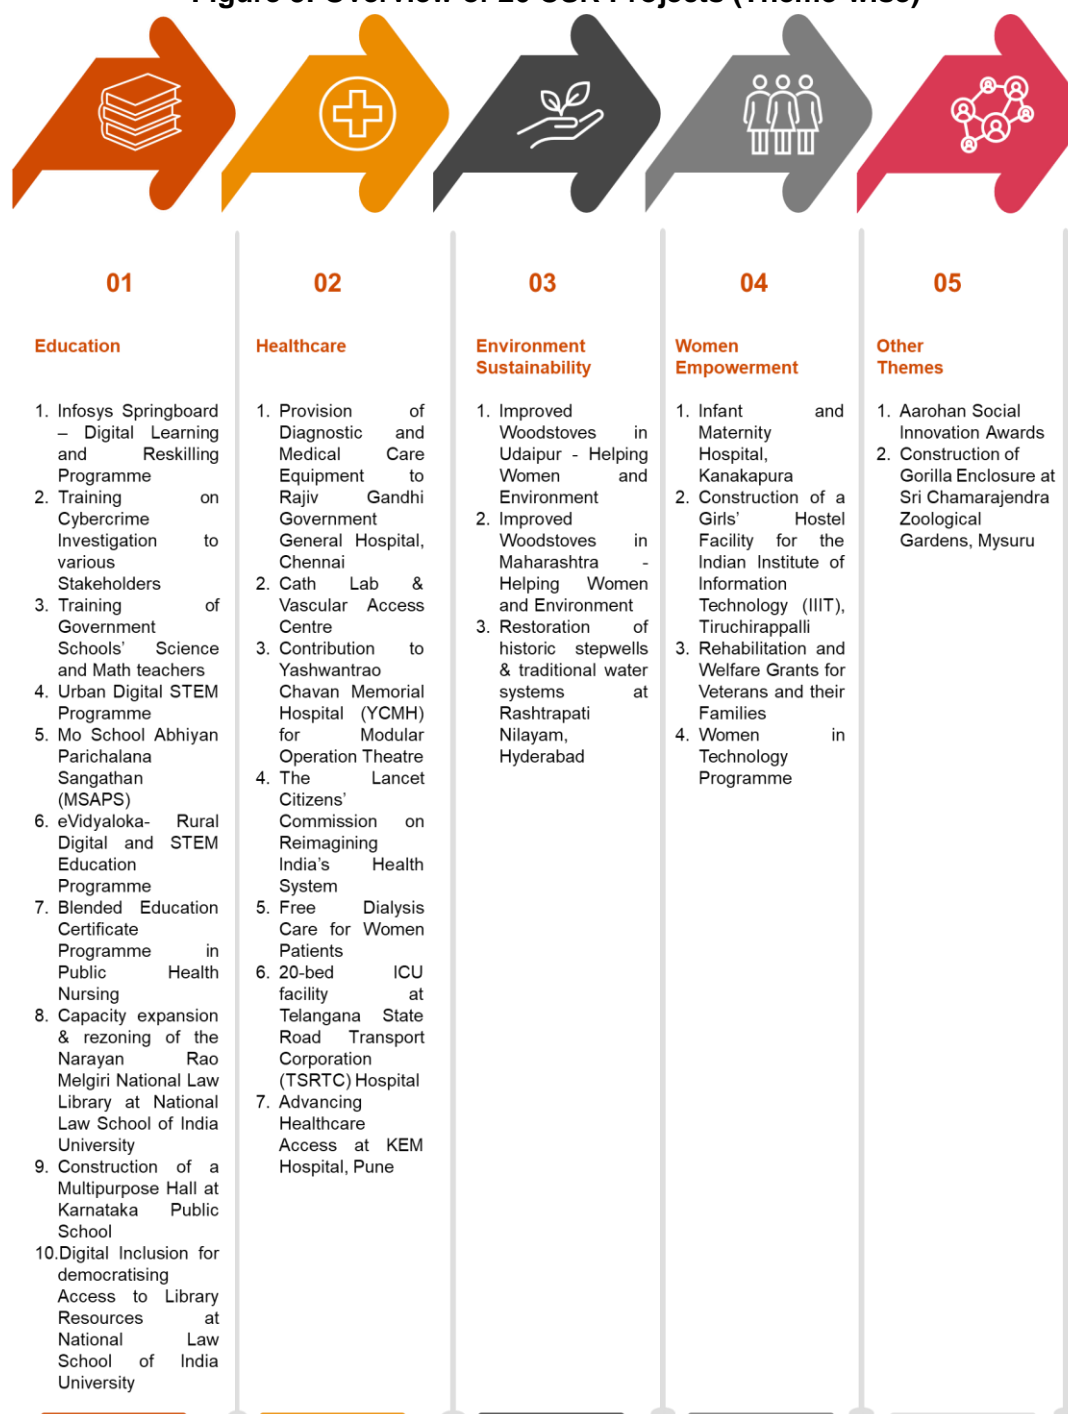 Figure 3: Overview of 26 CSR Projects (Theme-wise)
01
Education
1. Infosys Springboard
– Digital Learning
and Reskilling
Programme
2. Training on
Cybercrime
Investigation to
various
Stakeholders
3. Training of
Government
Schools’ Science
and Math teachers
4. Urban Digital STEM
Programme
5. Mo School Abhiyan
Parichalana
Sangathan
(MSAPS)
6. eVidyaloka- Rural
Digital and STEM
Education
Programme
7. Blended Education
Certificate
Programme in
Public Health
Nursing
8. Capacity expansion
& rezoning of the
Narayan Rao
Melgiri National Law
Library at National
Law School of India
University
9. Construction of a
Multipurpose Hall at
Karnataka Public
School
10.Digital Inclusion for
democratising
Access to Library
Resources at
National Law
School of India
University
02
Healthcare
1. Provision of
Diagnostic and
Medical Care
Equipment to
Rajiv Gandhi
Government
General Hospital,
Chennai
2. Cath Lab &
Vascular Access
Centre
3. Contribution to
Yashwantrao
Chavan Memorial
Hospital (YCMH)
for Modular
Operation Theatre
4. The Lancet
Citizens’
Commission on
Reimagining
India’s Health
System
5. Free Dialysis
Care for Women
Patients
6. 20-bed ICU
facility at
Telangana State
Road Transport
Corporation
(TSRTC) Hospital
7. Advancing
Healthcare
Access at KEM
Hospital, Pune
03
Environment
Sustainability
1. Improved
Woodstoves in
Udaipur - Helping
Women and
Environment
2. Improved
Woodstoves in
Maharashtra -
Helping Women
and Environment
3. Restoration of
historic stepwells
& traditional water
systems at
Rashtrapati
Nilayam,
Hyderabad
04
Women
Empowerment
1. Infant and
Maternity
Hospital,
Kanakapura
2. Construction of a
Girls’ Hostel
Facility for the
Indian Institute of
Information
Technology (IIIT),
Tiruchirappalli
3. Rehabilitation and
Welfare Grants for
Veterans and their
Families
4. Women in
Technology
Programme
05
Other
Themes
1. Aarohan Social
Innovation Awards
2. Construction of
Gorilla Enclosure at
Sri Chamarajendra
Zoological
Gardens, Mysuru